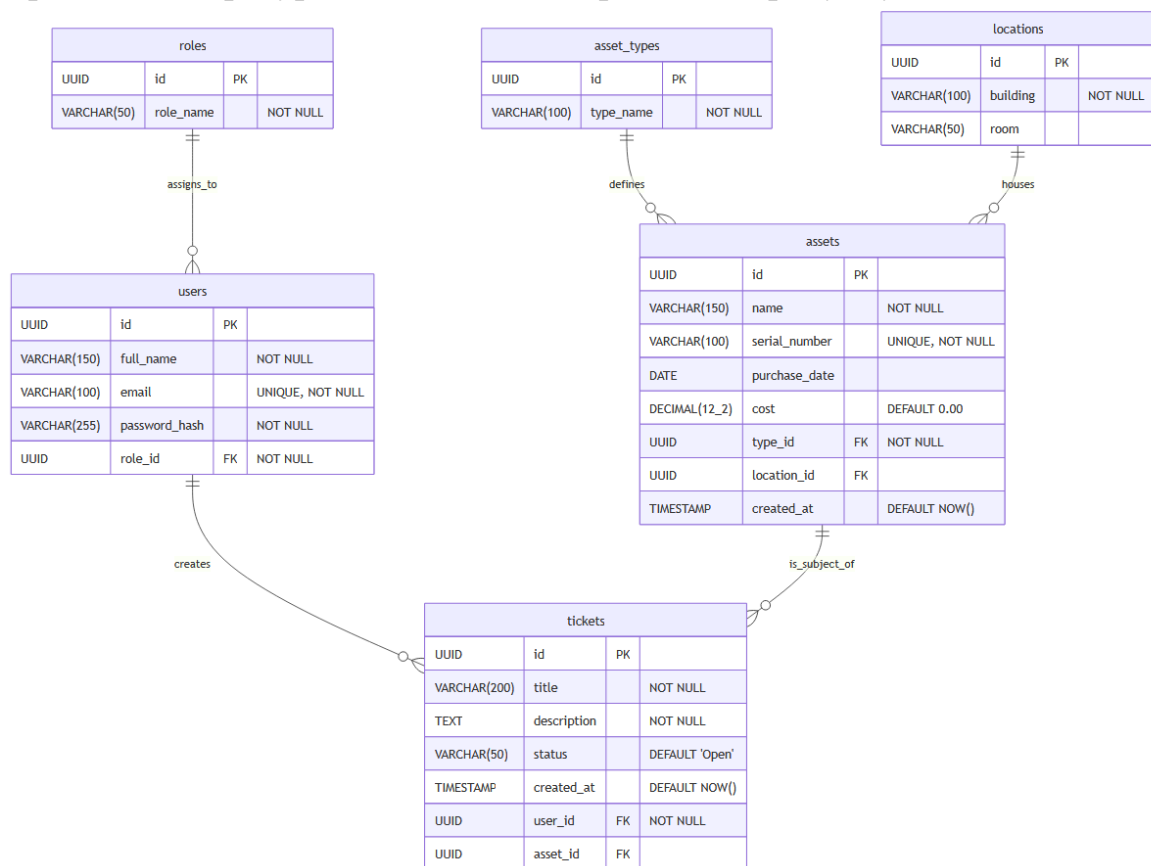 roles
UUID id PK
VARCHAR(50) role_name NOT NULL
asset_types
UUID id PK
VARCHAR(100) type_name NOT NULL
locations
UUID id PK
VARCHAR(100) building NOT NULL
VARCHAR(50) room
assigns_to
defines
houses
users
UUID id PK
VARCHAR(150) full_name NOT NULL
VARCHAR(100) email UNIQUE, NOT NULL
VARCHAR(255) password_hash NOT NULL
UUID role_id FK NOT NULL
assets
UUID id PK
VARCHAR(150) name NOT NULL
VARCHAR(100) serial_number UNIQUE, NOT NULL
DATE purchase_date
DECIMAL(12_2) cost DEFAULT 0.00
UUID type_id FK NOT NULL
UUID location_id FK
TIMESTAMP created_at DEFAULT NOW()
creates
is_subject_of
tickets
UUID id PK
VARCHAR(200) title NOT NULL
TEXT description NOT NULL
VARCHAR(50) status DEFAULT 'Open'
TIMESTAMP created_at DEFAULT NOW()
UUID user_id FK NOT NULL
UUID asset_id FK